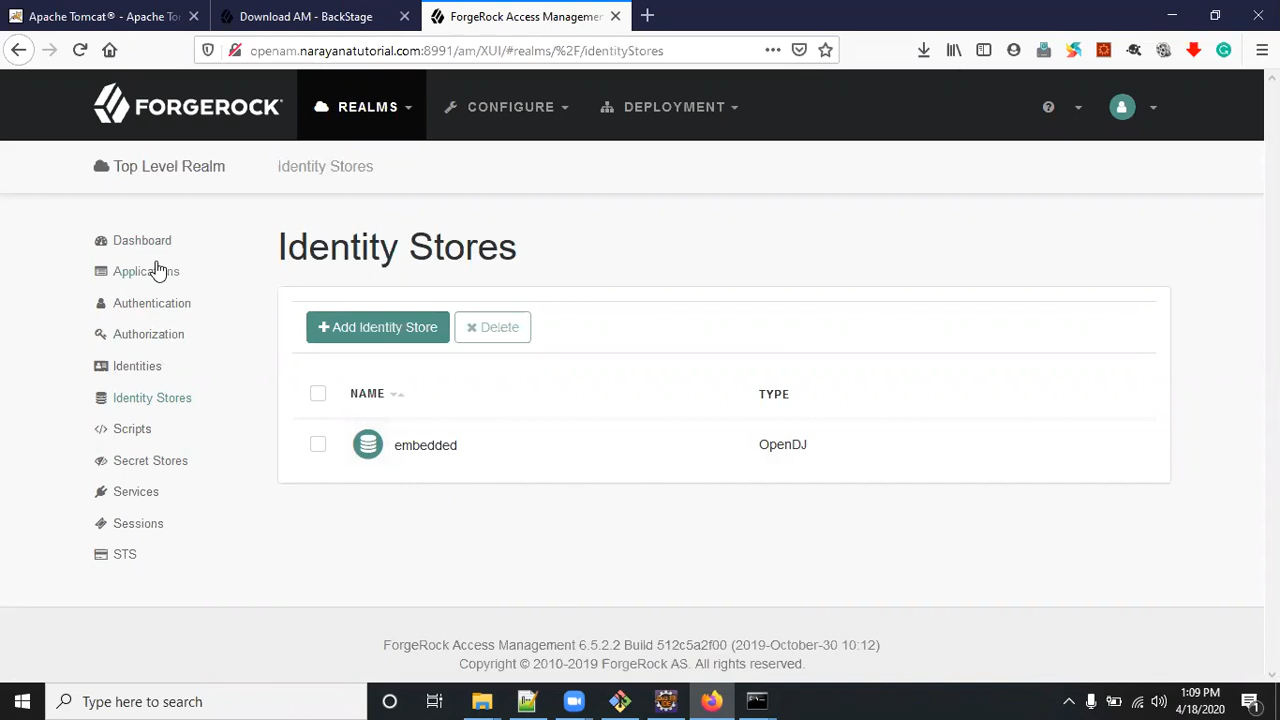 Apache Tomcat® - Apache To
Download AM - BackStage
ForgeRock Access Management
openam.narayanatutorial.com:8991/am/XUI/#realms/%2F/identityStores
FORGEROCK
REALMS
CONFIGURE
DEPLOYMENT
Top Level Realm
Identity Stores
Dashboard
Applications
Authentication
Authorization
Identities
Identity Stores
Scripts
Secret Stores
Services
Sessions
STS
Identity Stores
+ Add Identity Store
× Delete
NAME
TYPE
embedded
OpenDJ
ForgeRock Access Management 6.5.2.2 Build 512c5a2f00 (2019-October-30 10:12)
Copyright © 2010-2019 ForgeRock AS. All rights reserved.
Type here to search
1:09 PM
4/18/2020